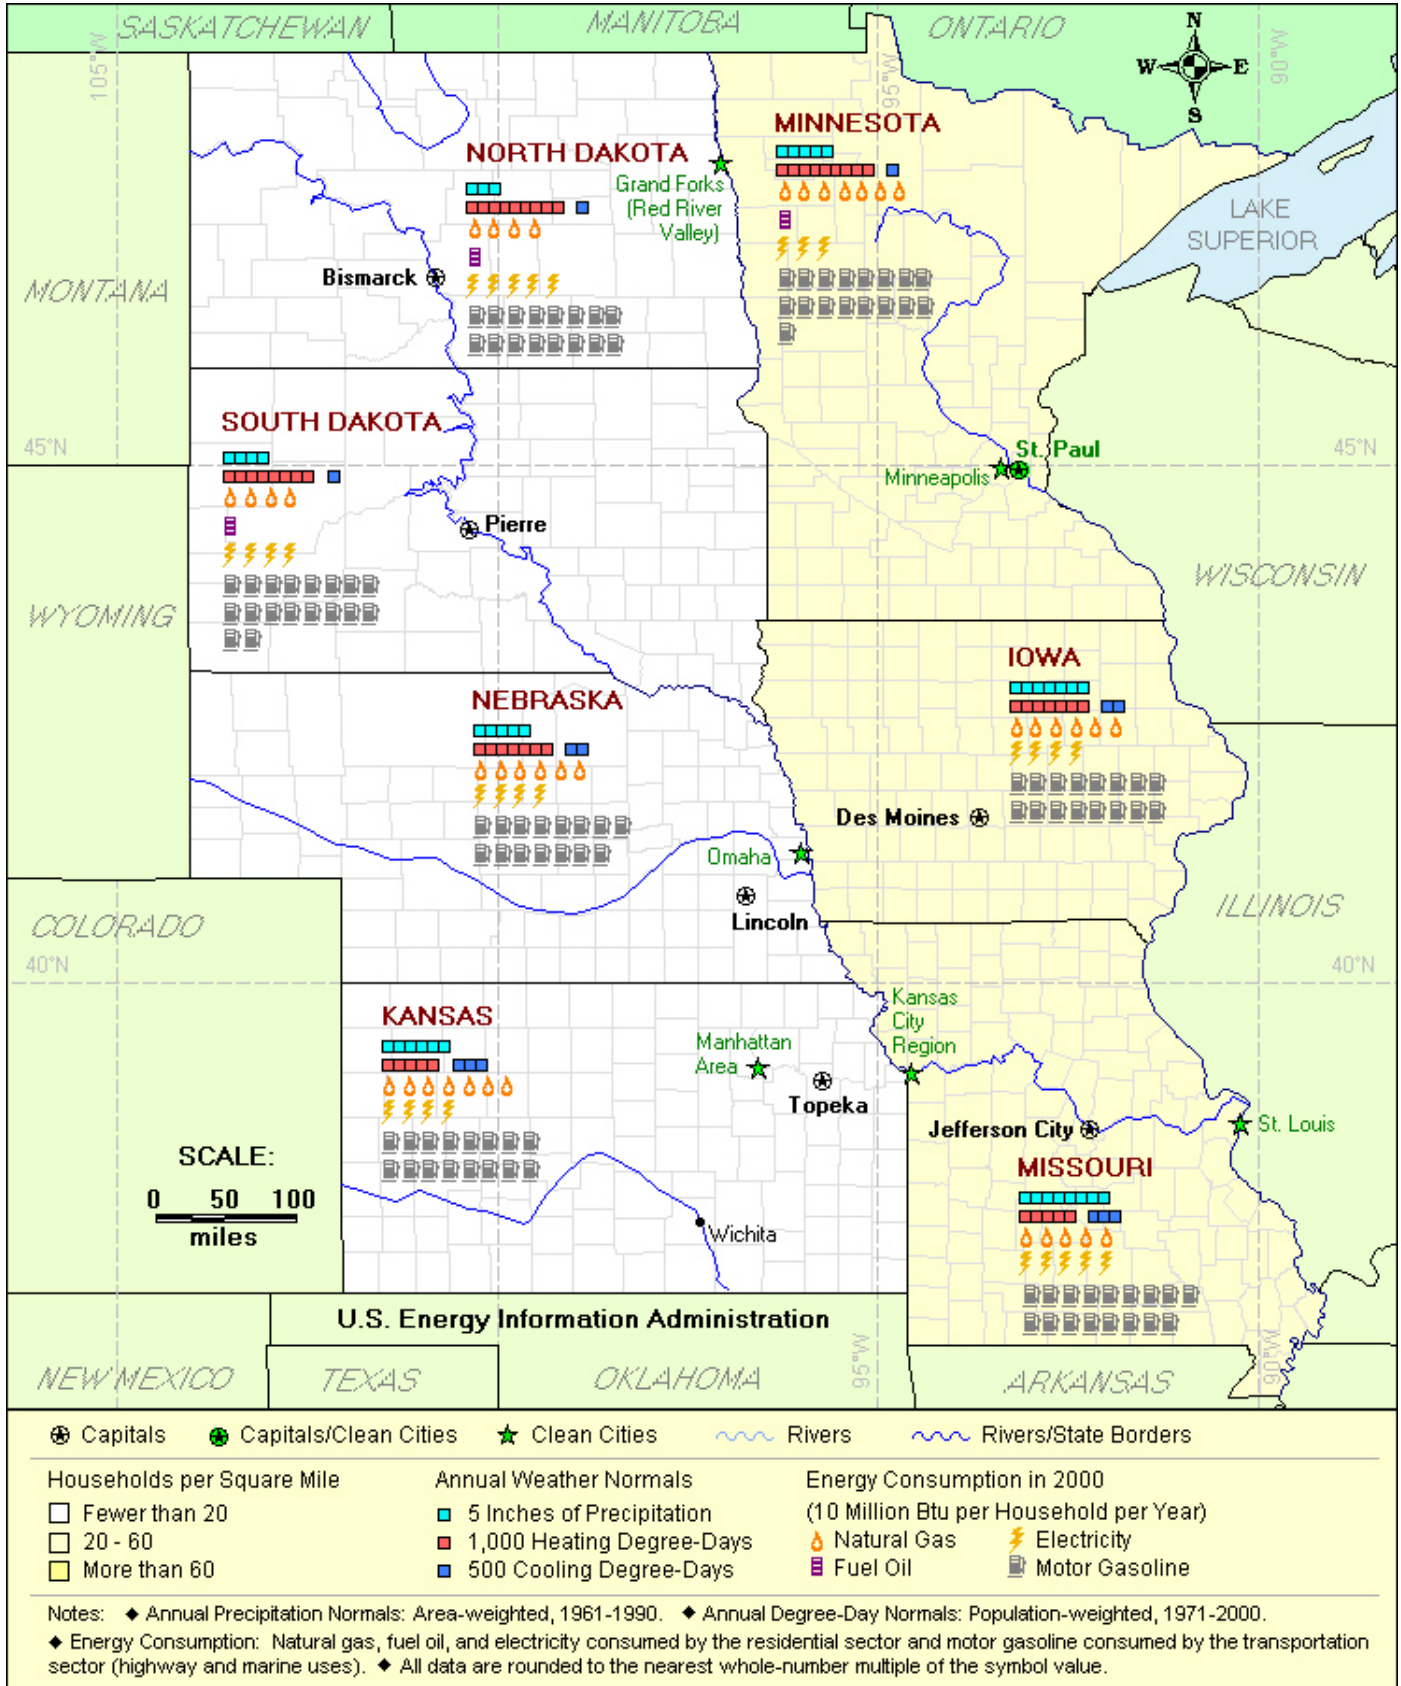 SASKATCHEWAN
MANITOBA
ONTARIO
N
W E
S
105°W
95°W
90°W
MINNESOTA
NORTH DAKOTA
Grand Forks
(Red River
Valley)
LAKE
SUPERIOR
Bismarck
MONTANA
SOUTH DAKOTA
45°N
45°N
St. Paul
Minneapolis
Pierre
WISCONSIN
WYOMING
IOWA
NEBRASKA
Des Moines
Omaha
Lincoln
ILLINOIS
COLORADO
40°N
40°N
KANSAS
Kansas
City
Region
Manhattan
Area
Topeka
Jefferson City
St. Louis
MISSOURI
SCALE:
0 50 100
miles
Wichita
U.S. Energy Information Administration
95°W
90°W
NEW MEXICO
TEXAS
OKLAHOMA
ARKANSAS
Capitals
Capitals/Clean Cities
Clean Cities
Rivers
Rivers/State Borders
Households per Square Mile
Fewer than 20
20 - 60
More than 60
Annual Weather Normals
5 Inches of Precipitation
1,000 Heating Degree-Days
500 Cooling Degree-Days
Energy Consumption in 2000
(10 Million Btu per Household per Year)
Natural Gas
Electricity
Fuel Oil
Motor Gasoline
Notes: ◆ Annual Precipitation Normals: Area-weighted, 1961-1990. ◆ Annual Degree-Day Normals: Population-weighted, 1971-2000.
◆ Energy Consumption: Natural gas, fuel oil, and electricity consumed by the residential sector and motor gasoline consumed by the transportation
sector (highway and marine uses). ◆ All data are rounded to the nearest whole-number multiple of the symbol value.